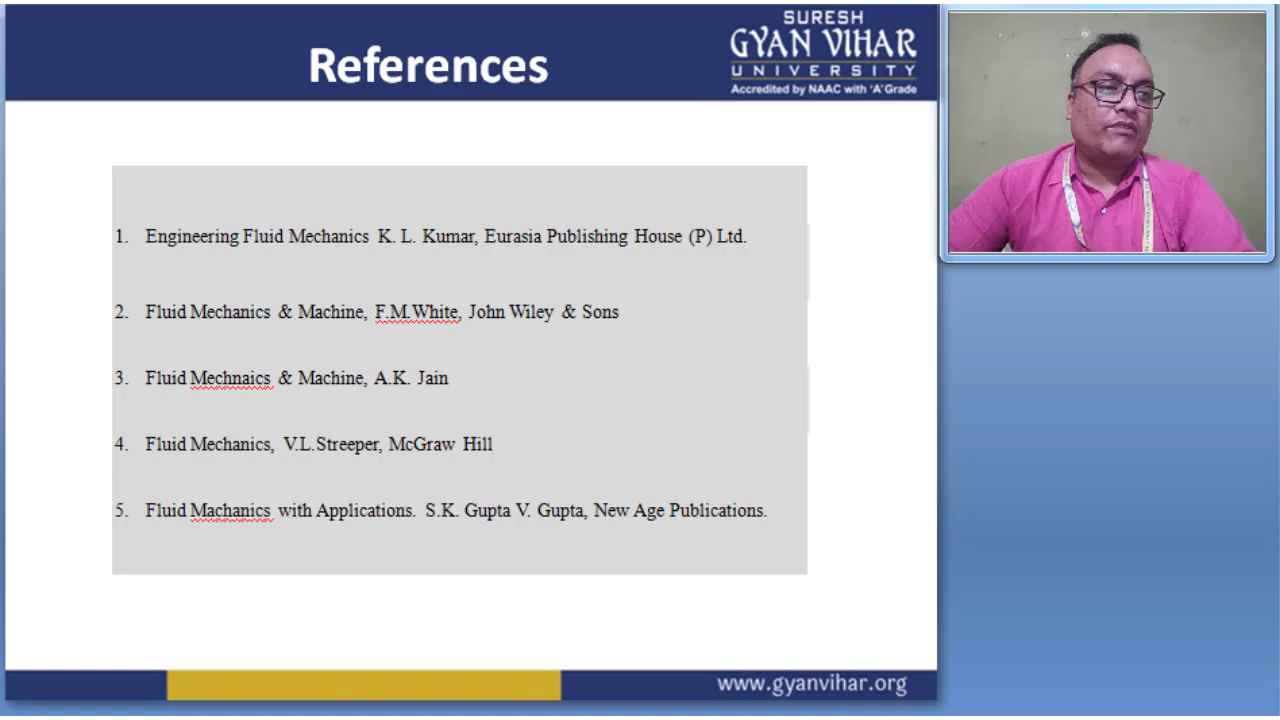 References
SURESH
GYAN VIHAR
UNIVERSITY
Accredited by NAAC with 'A' Grade
1. Engineering Fluid Mechanics K. L. Kumar, Eurasia Publishing House (P) Ltd.
2. Fluid Mechanics & Machine, F.M.White, John Wiley & Sons
3. Fluid Mechnaics & Machine, A.K. Jain
4. Fluid Mechanics, V.L.Streeper, McGraw Hill
5. Fluid Machanics with Applications. S.K. Gupta V. Gupta, New Age Publications.
www.gyanvihar.org